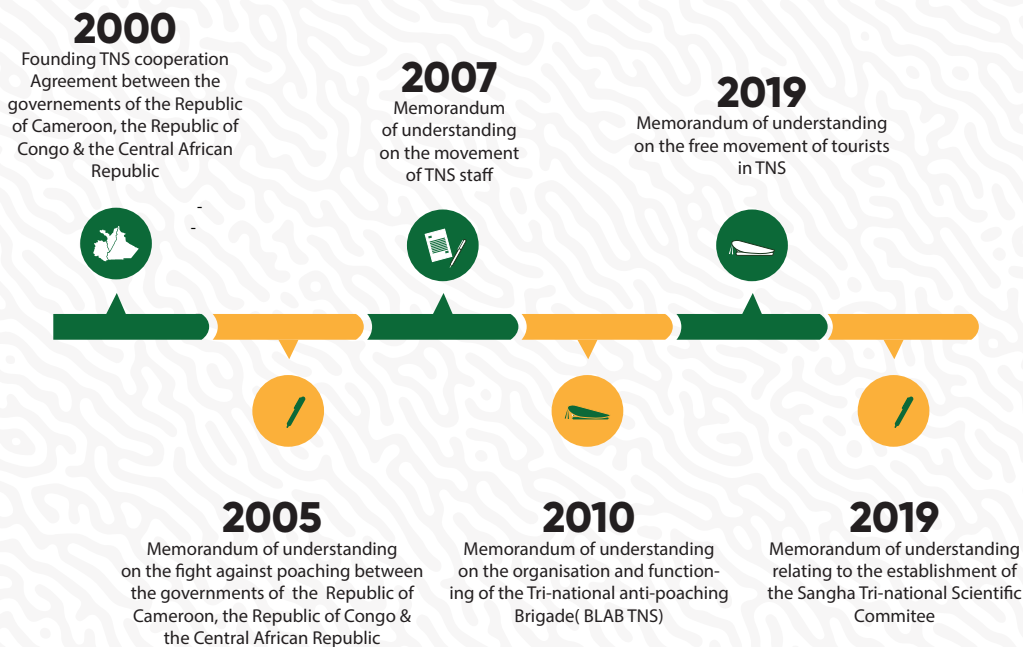 2000
Founding TNS cooperation
Agreement between the
governements of the Republic
of Cameroon, the Republic of
Congo & the Central African
Republic
-
-
2005
Memorandum of understanding
on the fight against poaching between
the governments of  the  Republic of
Cameroon, the Republic of Congo &
the Central African Republic
2007
Memorandum
of understanding
on the movement
of TNS staff
2010
Memorandum of understanding
on the organisation and function-
ing of the Tri-national anti-poaching
Brigade( BLAB TNS)
2019
Memorandum of understanding
on the free movement of tourists
in TNS
2019
Memorandum of understanding
relating to the establishment of
the Sangha Tri-national Scientific
Commitee